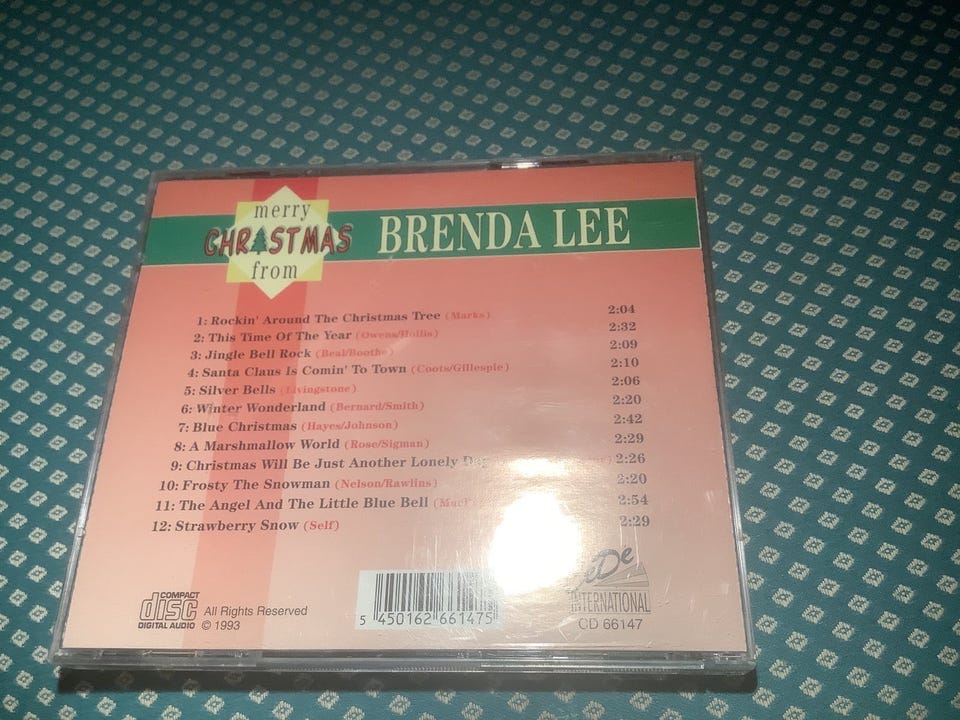 merry
CHRISTMAS BRENDA LEE
from
1: Rockin' Around The Christmas Tree (Marks) 2:04
2: This Time Of The Year (Owens/Hollis) 2:32
3: Jingle Bell Rock (Beal/Boothe) 2:09
4: Santa Claus Is Comin' To Town (Coots/Gillespie) 2:10
5: Silver Bells (Livingstone) 2:06
6: Winter Wonderland (Bernard/Smith) 2:20
7: Blue Christmas (Hayes/Johnson) 2:42
8: A Marshmallow World (Rose/Sigman) 2:29
9: Christmas Will Be Just Another Lonely Day 2:26
10: Frosty The Snowman (Nelson/Rawlins) 2:20
11: The Angel And The Little Blue Bell 2:54
12: Strawberry Snow (Self) 2:29
COMPACT
disc
DIGITAL AUDIO
All Rights Reserved
© 1993
5 450162 661475
INTERNATIONAL
CD 66147